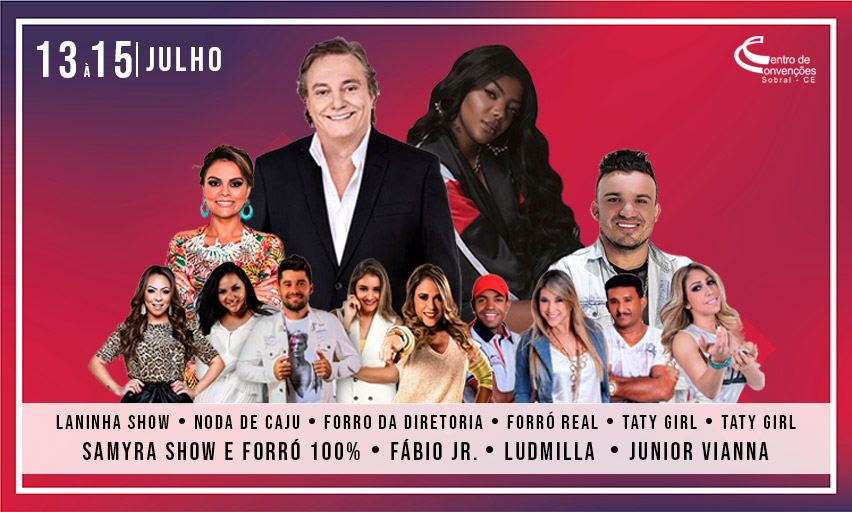 13 à 15 | JULHO
Centro de
Convenções
Sobral - CE
LANINHA SHOW • NODA DE CAJU • FORRO DA DIRETORIA • FORRÓ REAL • TATY GIRL • TATY GIRL
SAMYRA SHOW E FORRÓ 100% • FÁBIO JR. • LUDMILLA • JUNIOR VIANNA